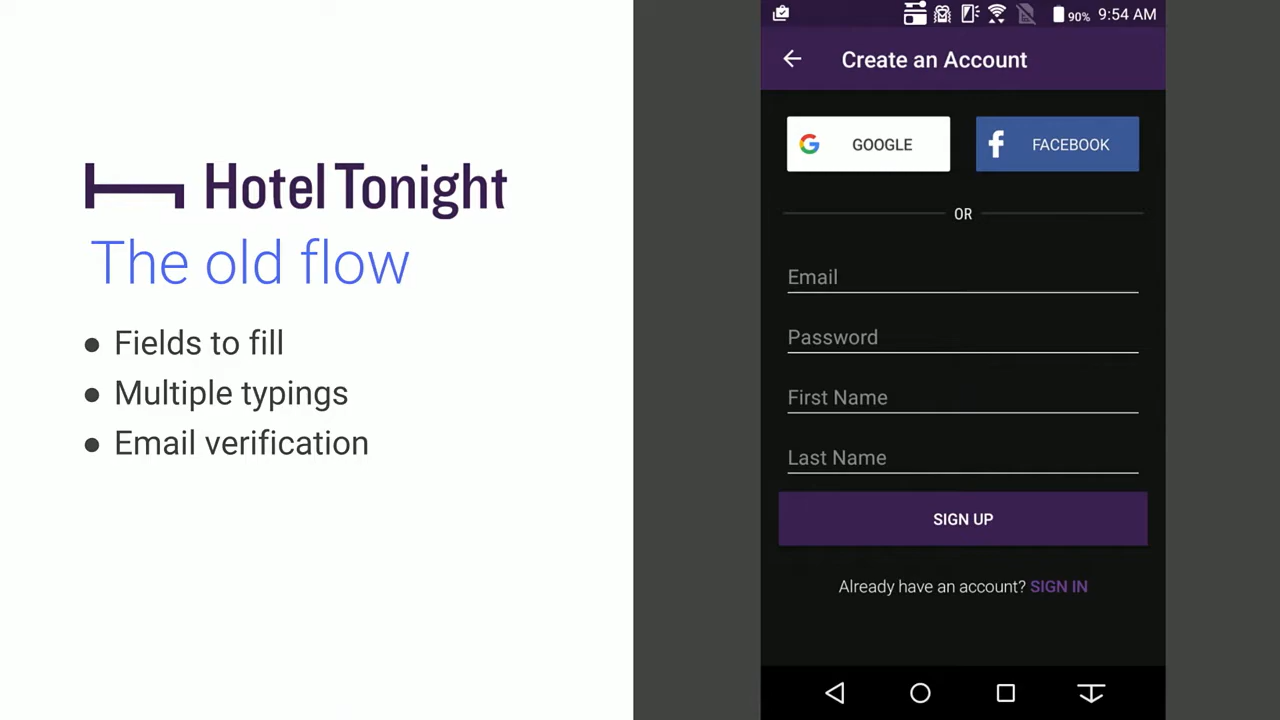 Hotel Tonight
The old flow
● Fields to fill
● Multiple typings
● Email verification
90% 9:54 AM
Create an Account
GOOGLE
FACEBOOK
OR
Email
Password
First Name
Last Name
SIGN UP
Already have an account? SIGN IN